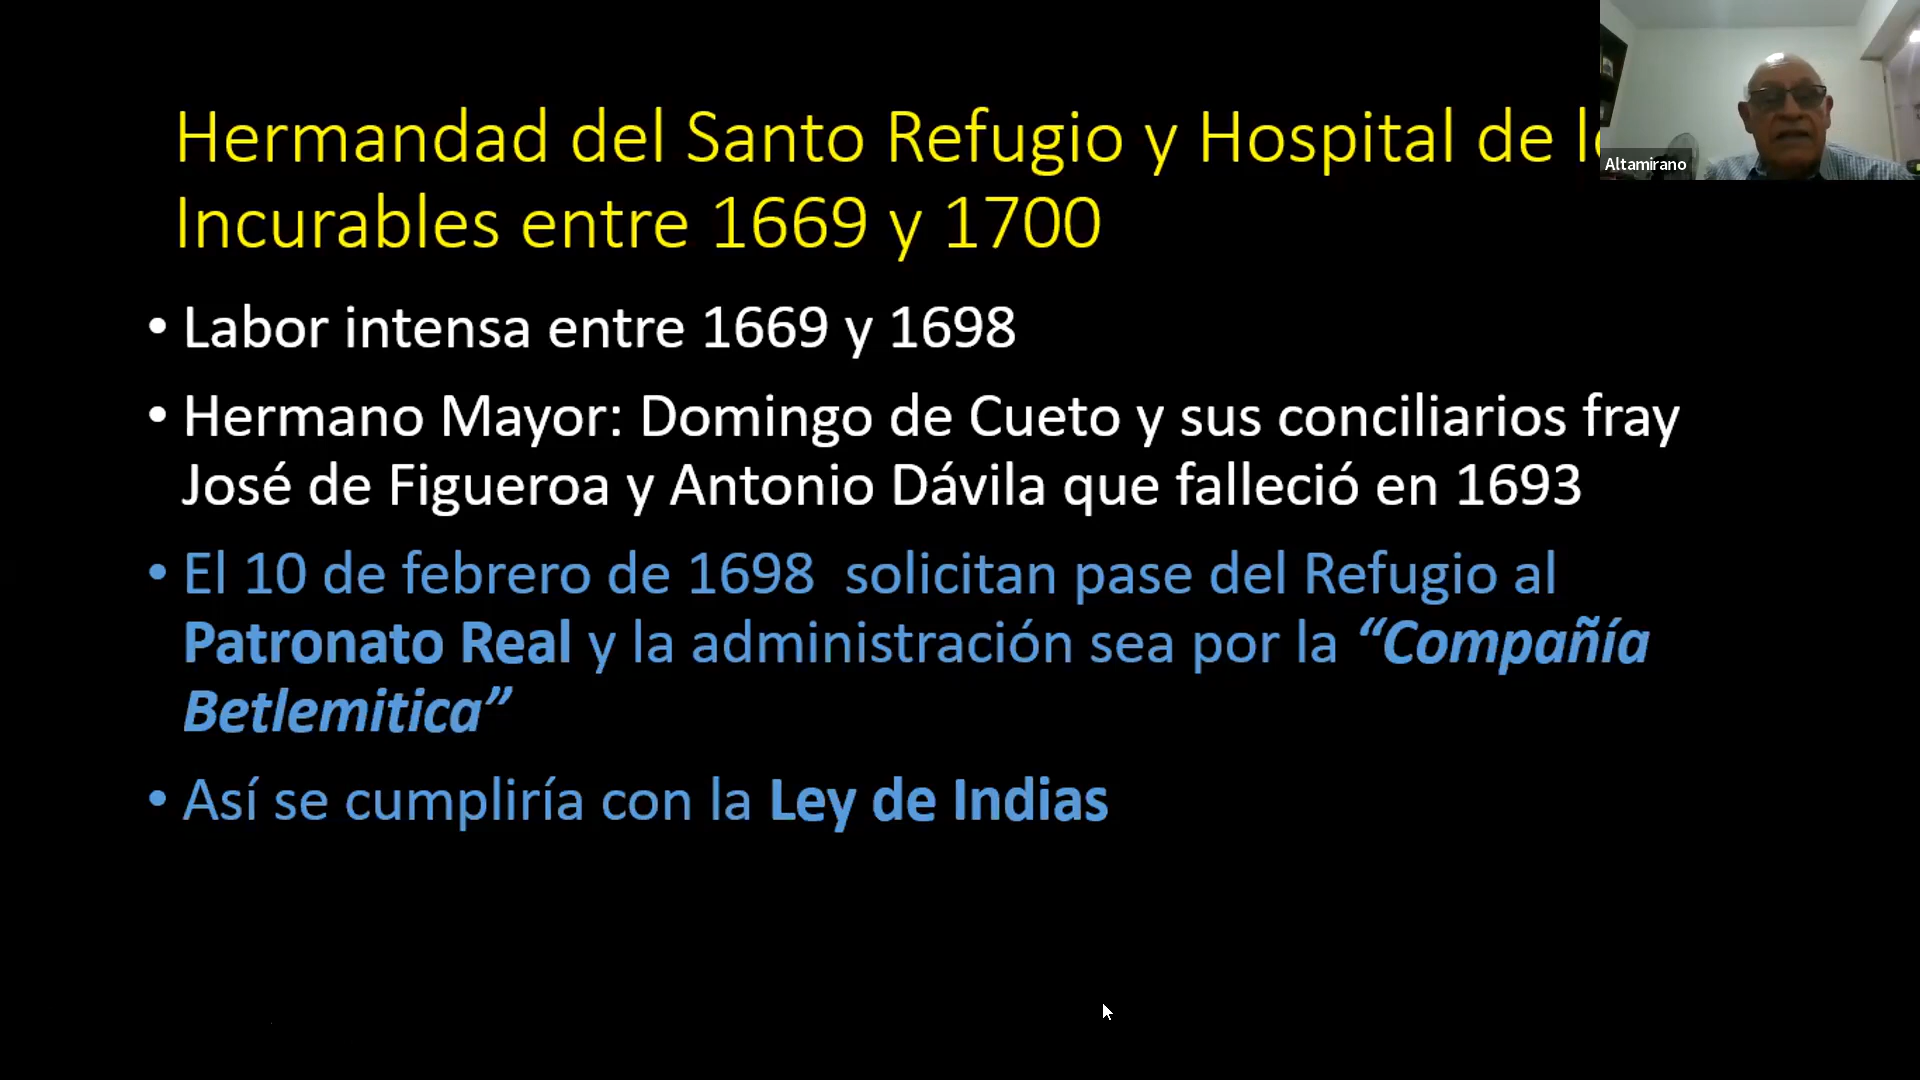 Hermandad del Santo Refugio y Hospital de
Incurables entre 1669 y 1700
Altamirano
• Labor intensa entre 1669 y 1698
• Hermano Mayor: Domingo de Cueto y sus conciliarios fray
José de Figueroa y Antonio Dávila que falleció en 1693
• El 10 de febrero de 1698 solicitan pase del Refugio al
Patronato Real y la administración sea por la “Compañía
Betlemitica”
• Así se cumpliría con la Ley de Indias